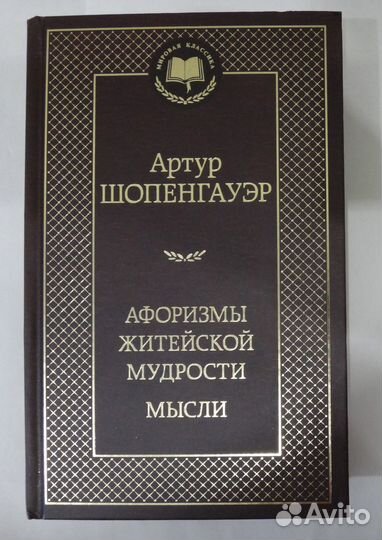 МИРОВАЯ КЛАССИКА
Артур
ШОПЕНГАУЭР
АФОРИЗМЫ
ЖИТЕЙСКОЙ
МУДРОСТИ
МЫСЛИ
Avito